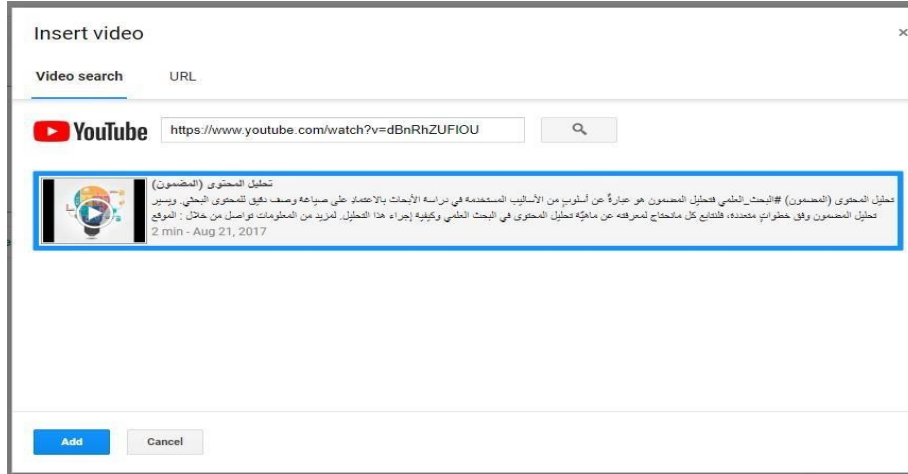 Insert video
×
Video search URL
YouTube https://www.youtube.com/watch?v=dBnRhZUFIOU
تحليل المحتوى (المضمون)
تحليل المحتوى (المضمون) #البحث_العلمي فتحليل المضمون هو عبارةٌ عن أسلوبٍ من الأساليب المستخدمه في دراسة الأبحاث بالاعتماد على صياغة وصف دقيق للمحتوى البحثي. ويسير
تحليل المضمون وفق خطواتٍ متعدده، فلنتابع كل مانحتاج لمعرفته عن ماهيّة تحليل المحتوى في البحث العلمي وكيفية إجراء هذا التحليل. لمزيد من المعلومات تواصل من خلال : الموقع
2 min - Aug 21, 2017
Add Cancel